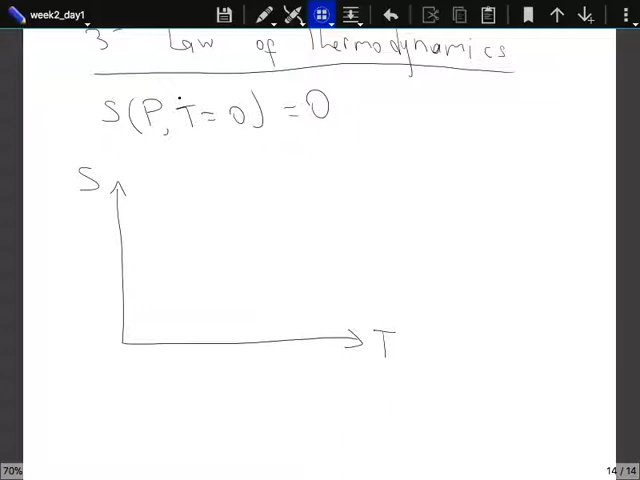 week2_day1
3rd Law of Thermodynamics
S(P, T = 0) = 0
S
T
70%
14 / 14